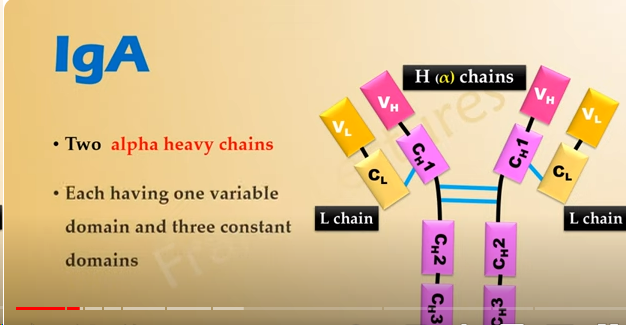 IgA
H (α) chains
• Two alpha heavy chains
• Each having one variable
domain and three constant
domains
VL
VH
CH1
CL
VH
VL
CH1
CL
L chain
L chain
CH2
CH2
CH3
CH3